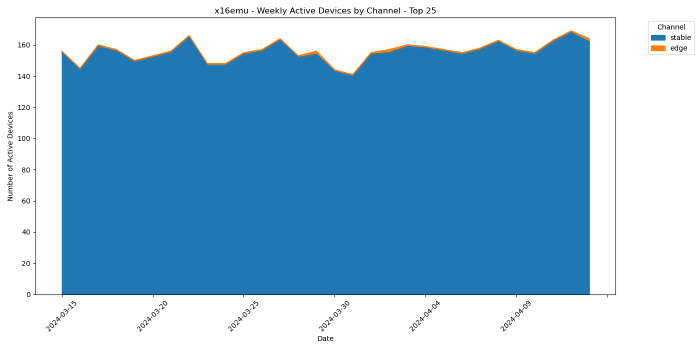 x16emu - Weekly Active Devices by Channel - Top 25
Channel
stable
edge
Number of Active Devices
160
140
120
100
80
60
40
20
0
2024-03-15
2024-03-20
2024-03-25
2024-03-30
2024-04-04
2024-04-09
Date